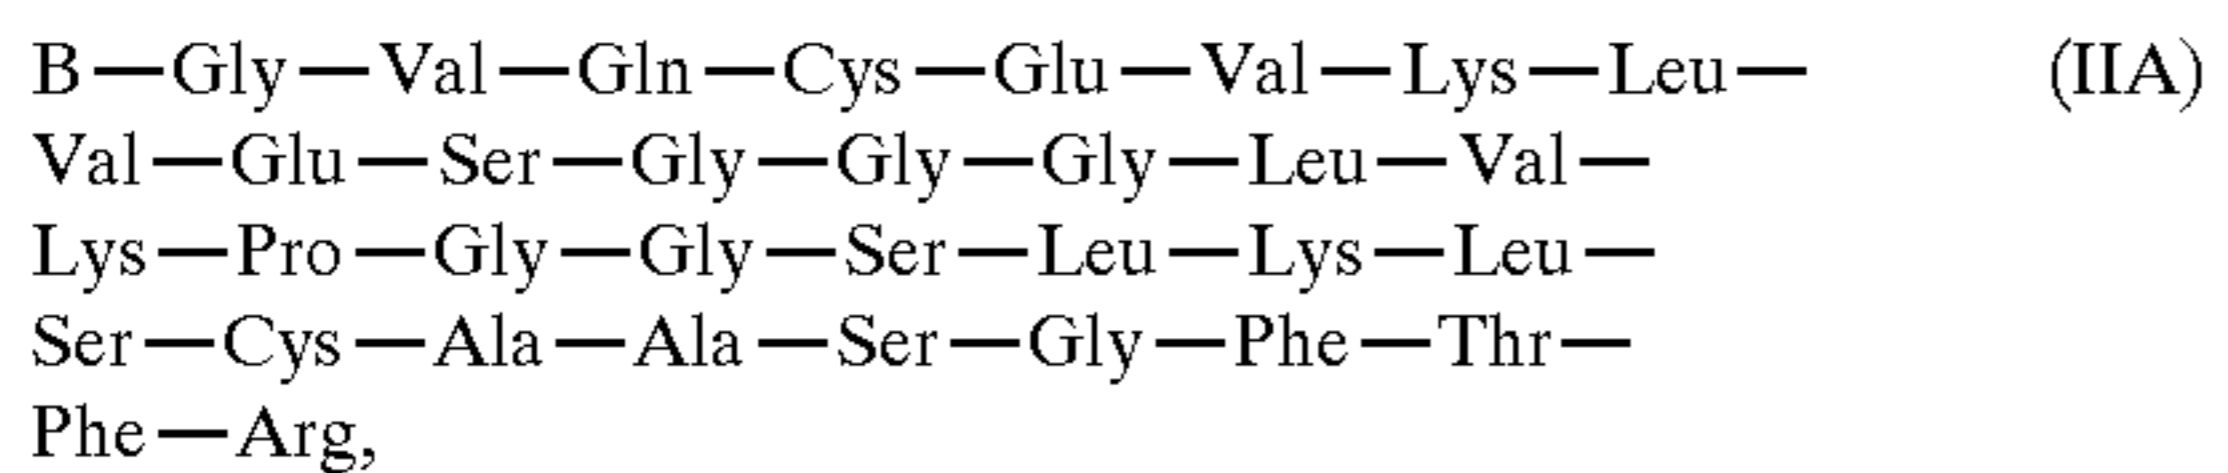 B—Gly—Val—Gln—Cys—Glu—Val—Lys—Leu— (IIA)
Val—Glu—Ser—Gly—Gly—Gly—Leu—Val—
Lys—Pro—Gly—Gly—Ser—Leu—Lys—Leu—
Ser—Cys—Ala—Ala—Ser—Gly—Phe—Thr—
Phe—Arg,